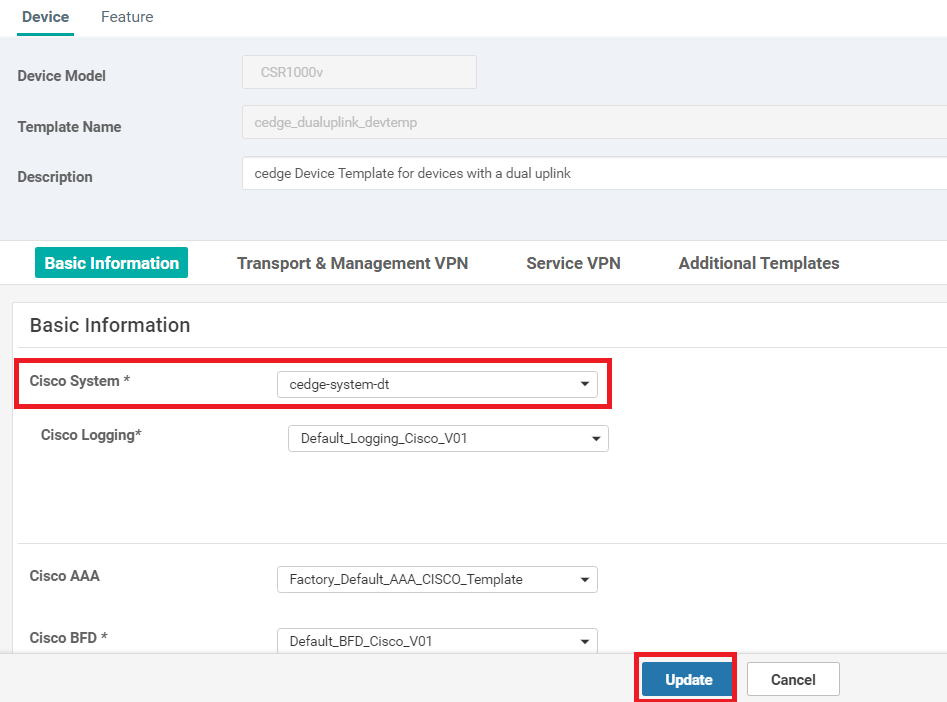 Device Feature
Device Model CSR1000v
Template Name cedge_dualuplink_devtemp
Description cedge Device Template for devices with a dual uplink
Basic Information Transport & Management VPN Service VPN Additional Templates
Basic Information
Cisco System * cedge-system-dt
Cisco Logging* Default_Logging_Cisco_V01
Cisco AAA Factory_Default_AAA_CISCO_Template
Cisco BFD * Default_BFD_Cisco_V01
Update Cancel